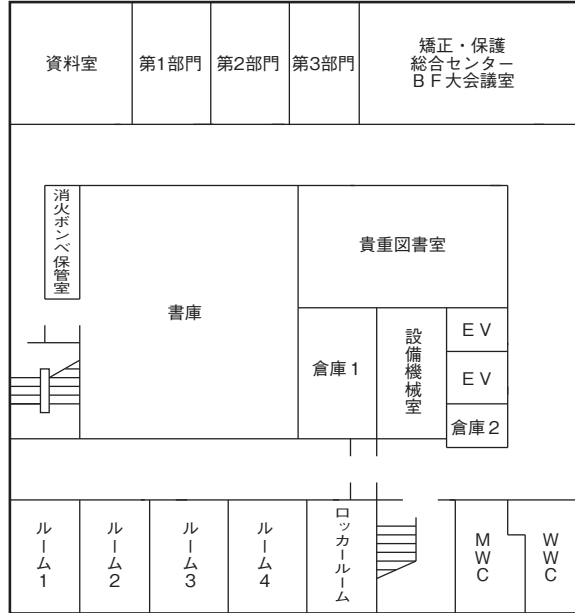 資料室
第1部門
第2部門
第3部門
矯正・保護
総合センター
BF大会議室
消火ボンベ保管室
書庫
貴重図書室
倉庫1
設備機械室
EV
EV
倉庫2
ルーム1
ルーム2
ルーム3
ルーム4
ロッカールーム
MWC
WWC